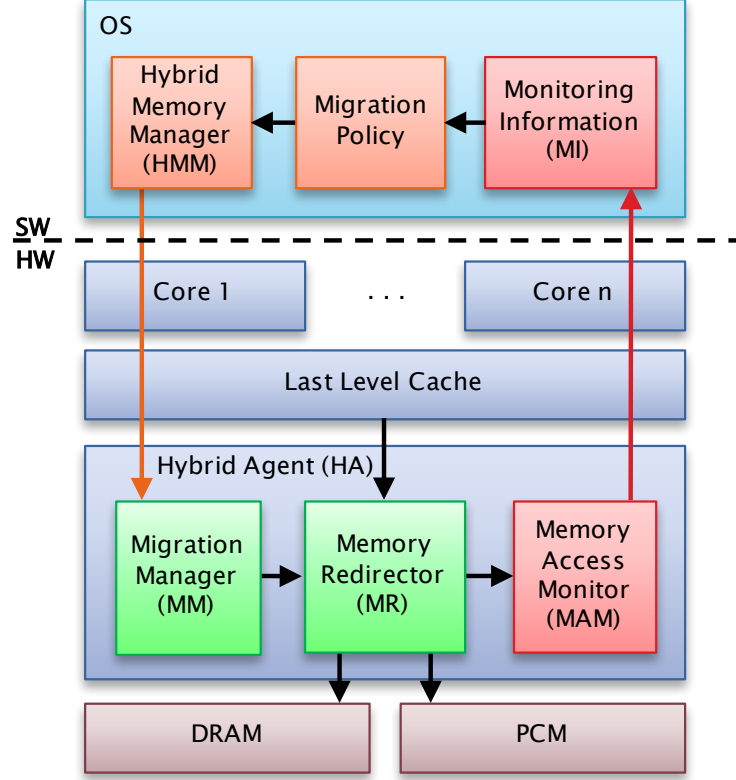 OS
Hybrid
Memory
Manager
(HMM)
Migration
Policy
Monitoring
Information
(MI)
SW
HW
Core 1
. . .
Core n
Last Level Cache
Hybrid Agent (HA)
Migration
Manager
(MM)
Memory
Redirector
(MR)
Memory
Access
Monitor
(MAM)
DRAM
PCM